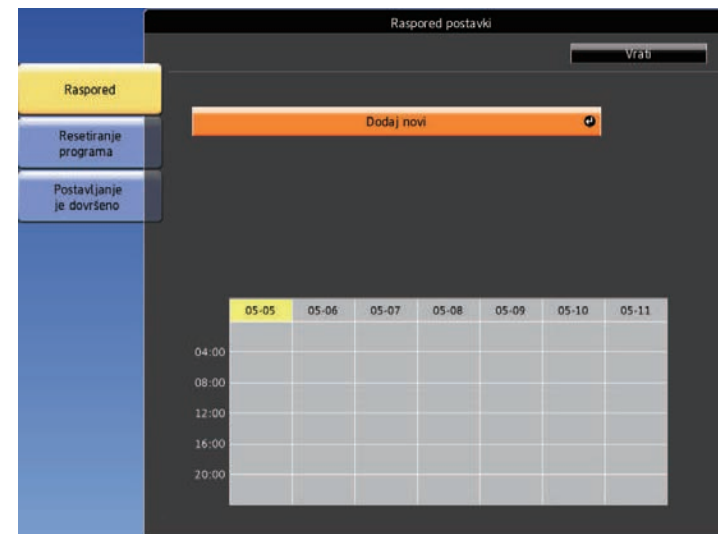 Raspored postavki
Vrati
Raspored
Dodaj novi
Resetiranje
programa
Postavljanje
je dovršeno
05-05 05-06 05-07 05-08 05-09 05-10 05-11
04:00
08:00
12:00
16:00
20:00